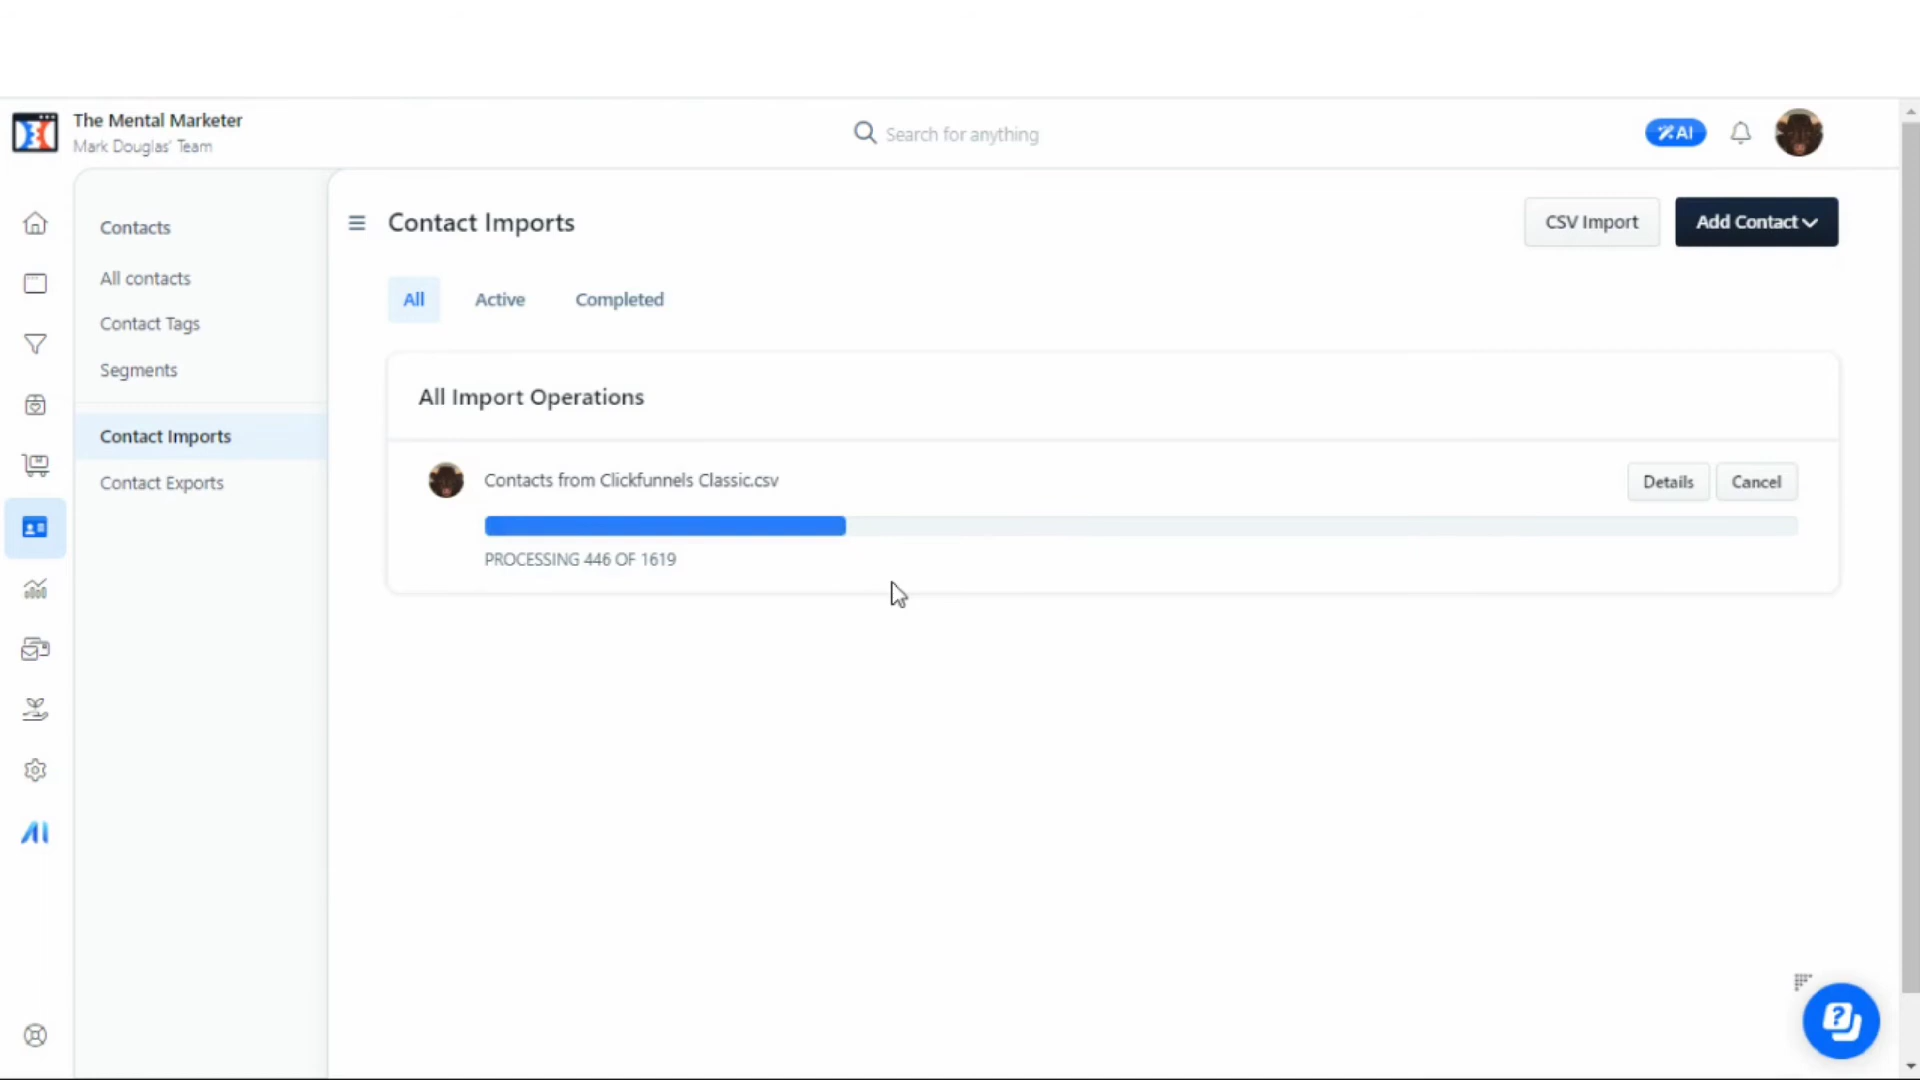 The Mental Marketer
Mark Douglas' Team
Search for anything
AI
Contacts
All contacts
Contact Tags
Segments
Contact Imports
Contact Exports
AI
Contact Imports
CSV Import
Add Contact
All
Active
Completed
All Import Operations
Contacts from Clickfunnels Classic.csv
Details
Cancel
PROCESSING 446 OF 1619
?